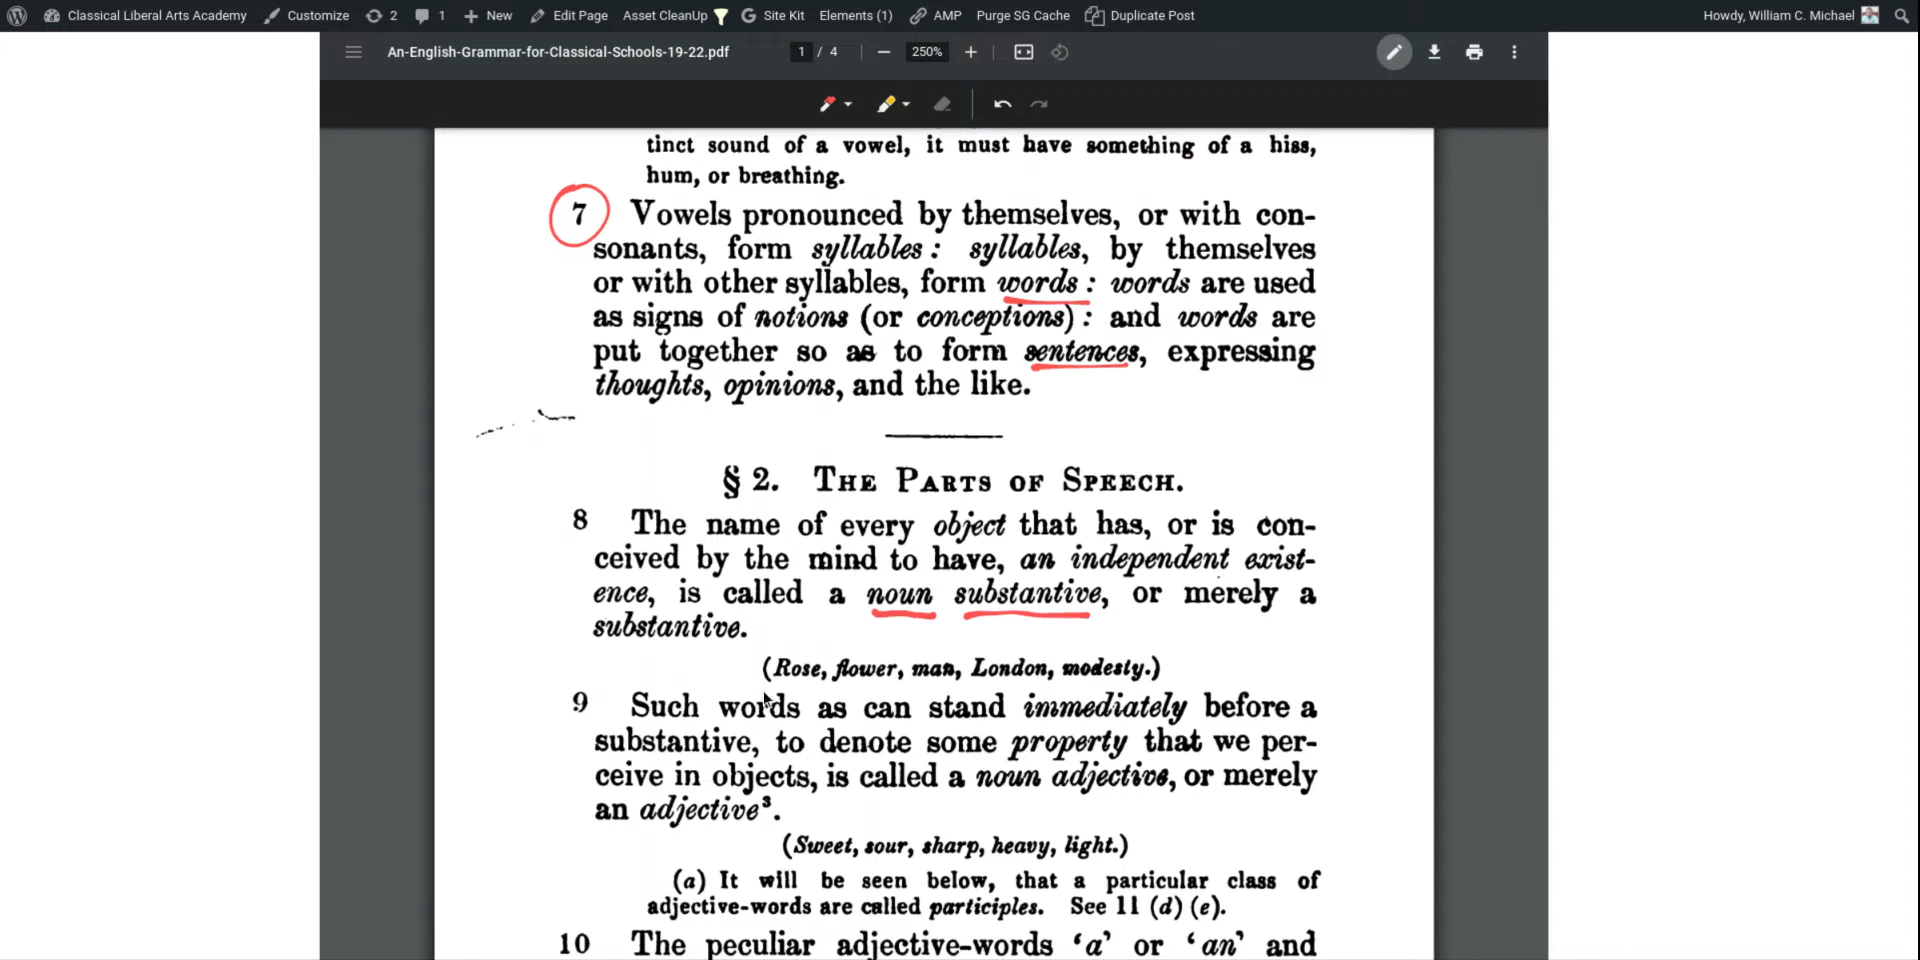 Classical Liberal Arts Academy Customize 2 1 New Edit Page Asset CleanUp Site Kit Elements (1) AMP Purge SG Cache Duplicate Post Howdy, William C. Michael
An-English-Grammar-for-Classical-Schools-19-22.pdf 1 / 4 250%
tinct sound of a vowel, it must have something of a hiss,
hum, or breathing.
7 Vowels pronounced by themselves, or with con-
sonants, form syllables: syllables, by themselves
or with other syllables, form words: words are used
as signs of notions (or conceptions): and words are
put together so as to form sentences, expressing
thoughts, opinions, and the like.
§ 2. The Parts of Speech.
8 The name of every object that has, or is con-
ceived by the mind to have, an independent exist-
ence, is called a noun substantive, or merely a
substantive.
(Rose, flower, man, London, modesty.)
9 Such words as can stand immediately before a
substantive, to denote some property that we per-
ceive in objects, is called a noun adjective, or merely
an adjective³.
(Sweet, sour, sharp, heavy, light.)
(a) It will be seen below, that a particular class of
adjective-words are called participles. See 11 (d) (e).
10 The peculiar adjective-words ‘a’ or ‘an’ and